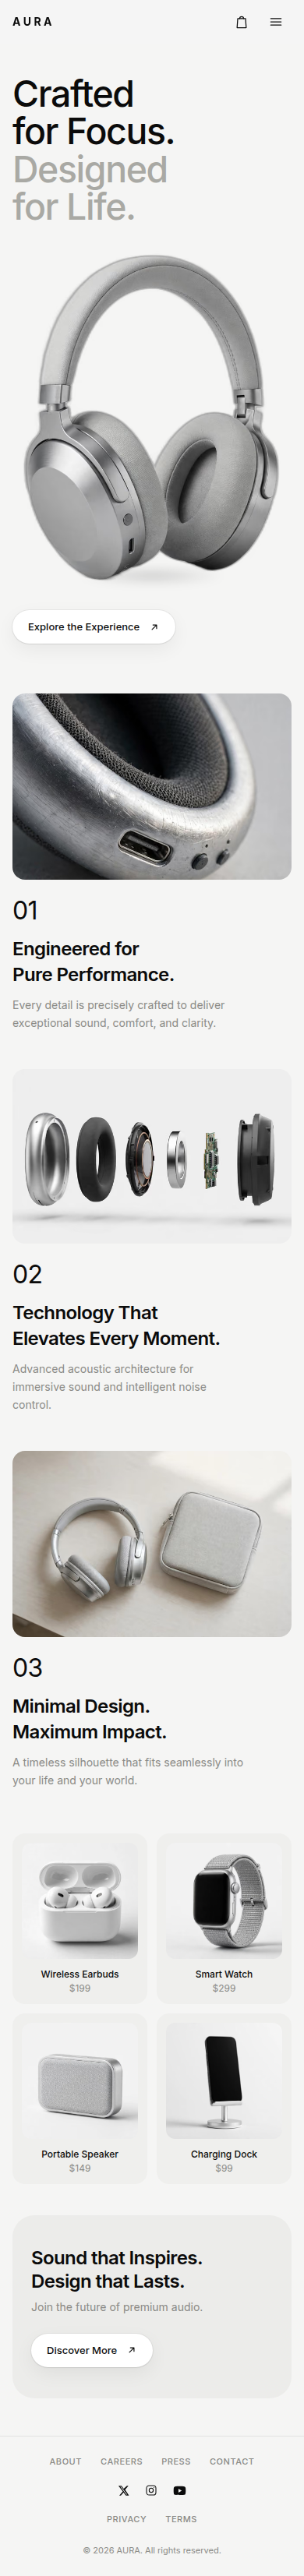 AURA
Crafted
for Focus.
Designed
for Life.
Explore the Experience
01
Engineered for
Pure Performance.
Every detail is precisely crafted to deliver
exceptional sound, comfort, and clarity.
02
Technology That
Elevates Every Moment.
Advanced acoustic architecture for
immersive sound and intelligent noise
control.
03
Minimal Design.
Maximum Impact.
A timeless silhouette that fits seamlessly into
your life and your world.
Wireless Earbuds
$199
Smart Watch
$299
Portable Speaker
$149
Charging Dock
$99
Sound that Inspires.
Design that Lasts.
Join the future of premium audio.
Discover More
ABOUT CAREERS PRESS CONTACT
PRIVACY TERMS
© 2026 AURA. All rights reserved.